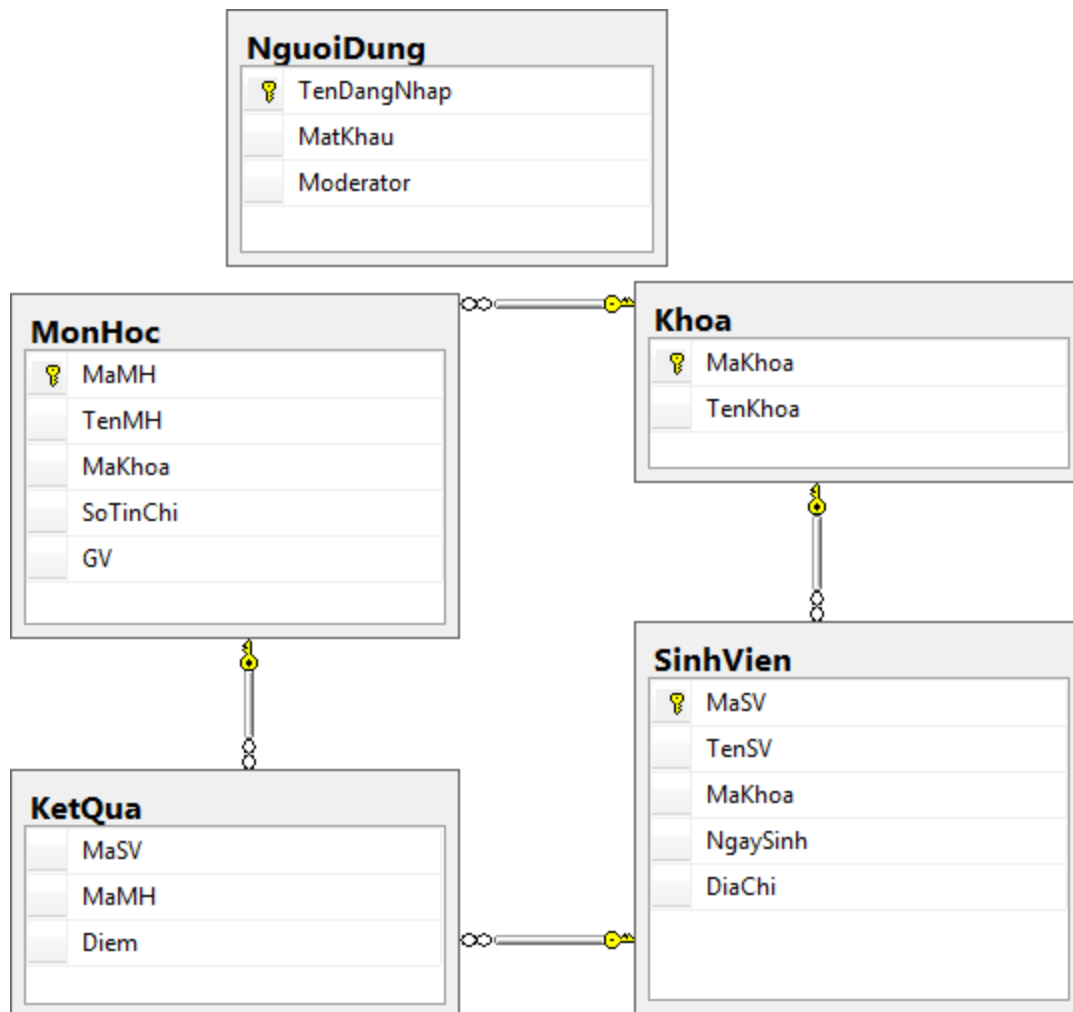 NguoiDung
TenDangNhap
MatKhau
Moderator
MonHoc
MaMH
TenMH
MaKhoa
SoTinChi
GV
Khoa
MaKhoa
TenKhoa
KetQua
MaSV
MaMH
Diem
SinhVien
MaSV
TenSV
MaKhoa
NgaySinh
DiaChi